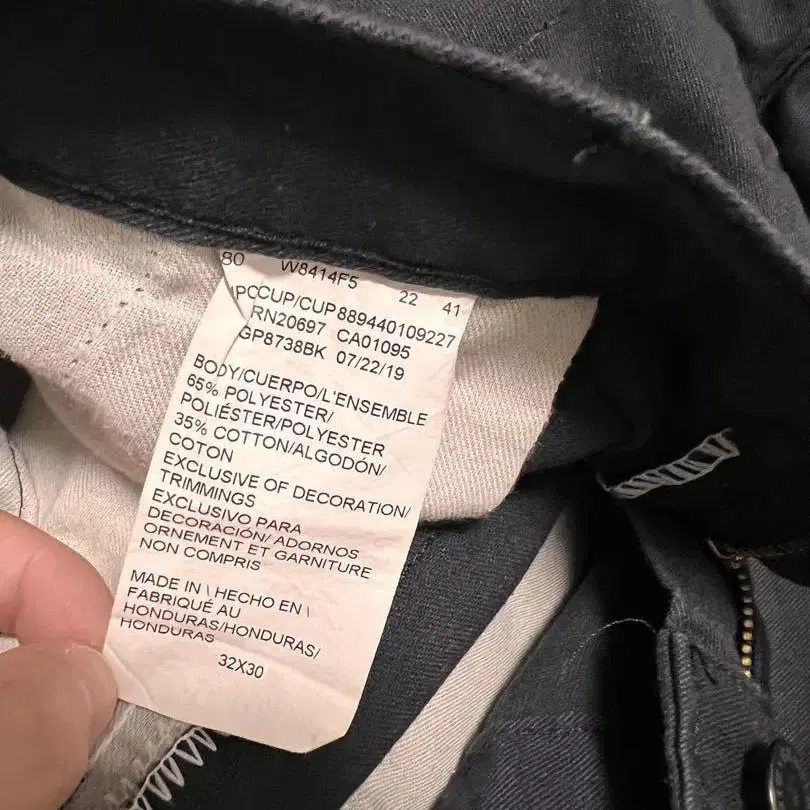 80 W8414F5 22 41
UPC CUP/CUP889440109227
RN20697 CA01095
GP8738BK 07/22/19
BODY/CUERPO/L'ENSEMBLE
65% POLYESTER/
POLIÉSTER/POLYESTER
35% COTTON/ALGODÓN/
COTON
EXCLUSIVE OF DECORATION/
TRIMMINGS
EXCLUSIVO PARA
DECORACIÓN/ ADORNOS
ORNEMENT ET GARNITURE
NON COMPRIS
MADE IN \ HECHO EN \
FABRIQUÉ AU
HONDURAS/HONDURAS/
HONDURAS
32X30